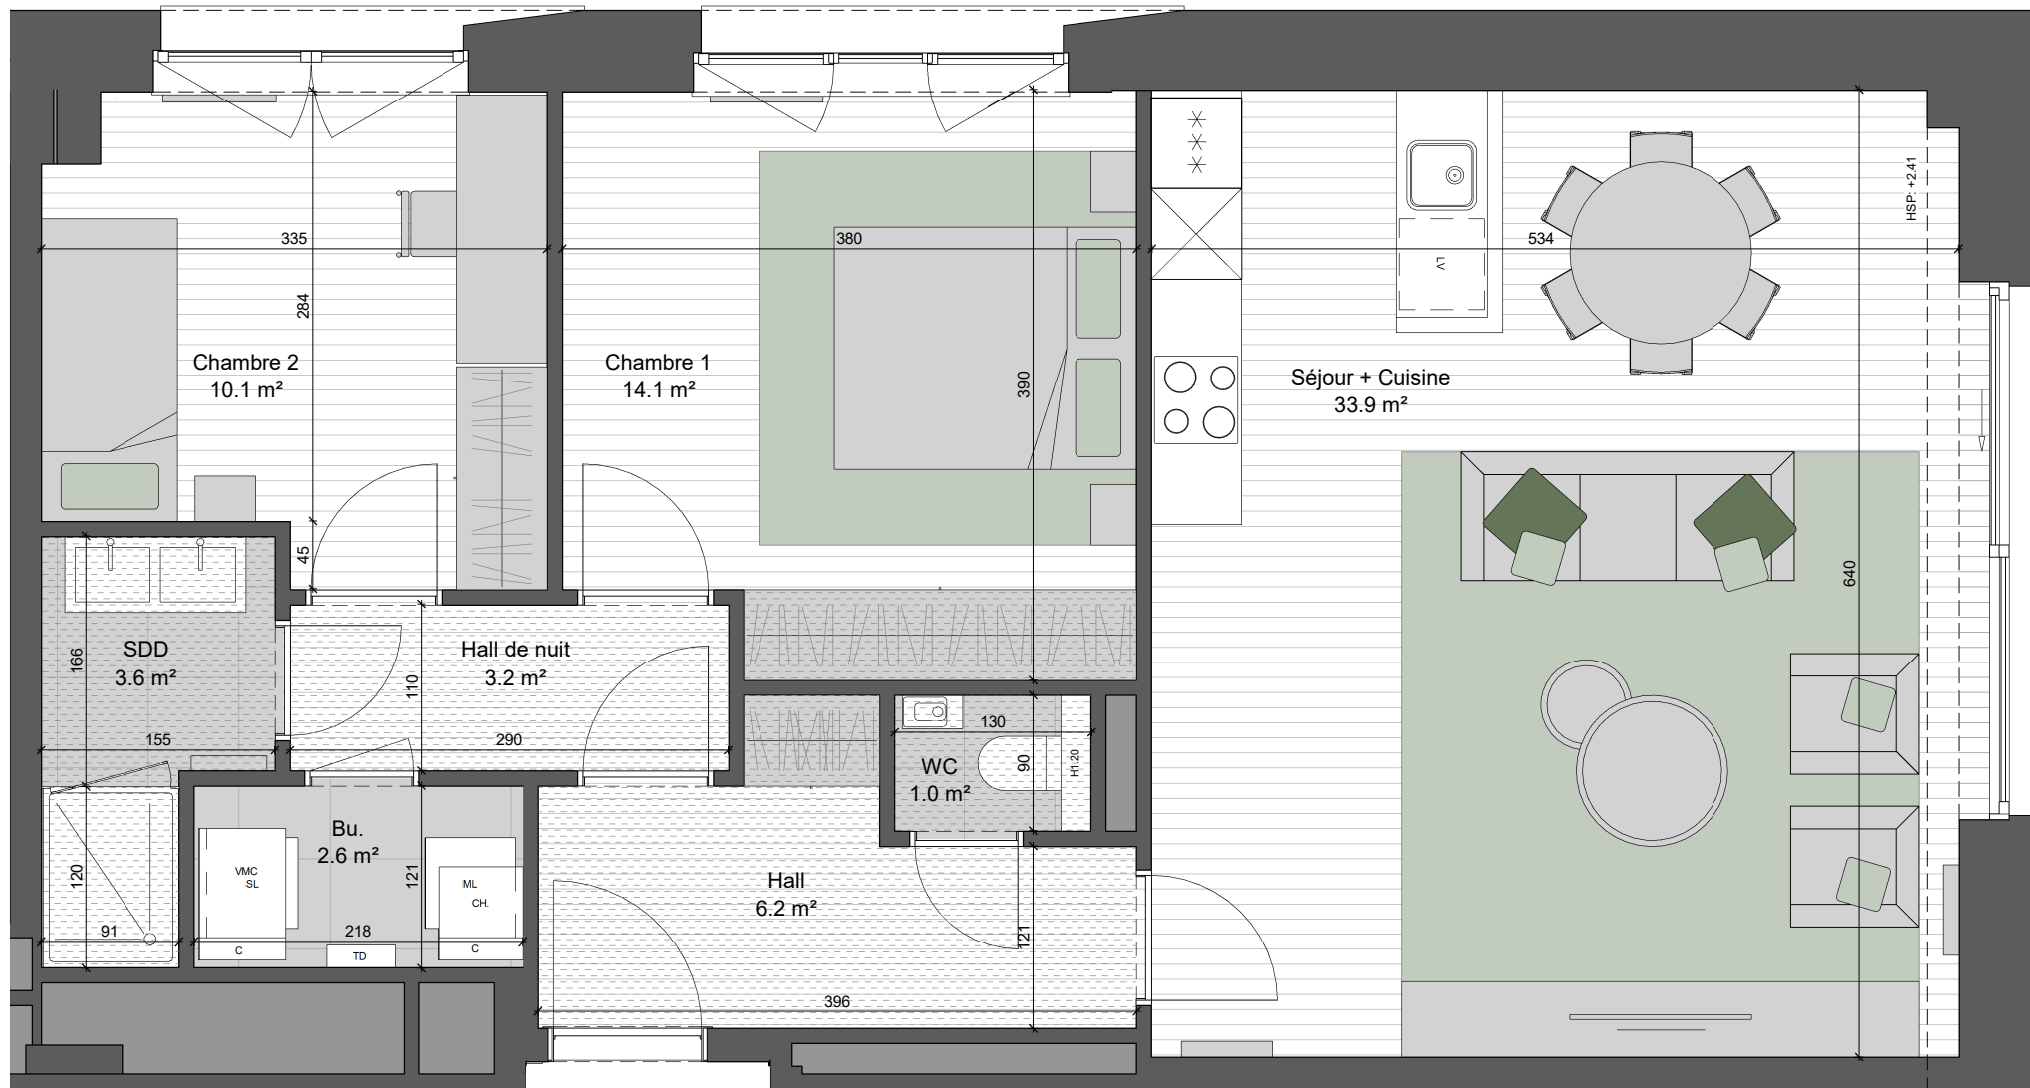 HSP: +2.41
335
380
534
LV
284
Chambre 2
10.1 m²
Chambre 1
14.1 m²
390
Séjour + Cuisine
33.9 m²
45
640
SDD
3.6 m²
166
Hall de nuit
3.2 m²
110
155
290
130
WC
1.0 m²
90
H1.20
Bu.
2.6 m²
120
VMC
SL
121
ML
CH.
Hall
6.2 m²
91
218
121
C
TD
C
396